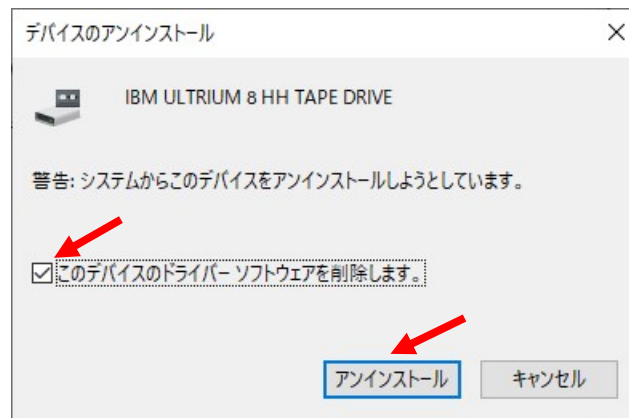 デバイスのアンインストール
IBM ULTRIUM 8 HH TAPE DRIVE
警告: システムからこのデバイスをアンインストールしようとしています。
このデバイスのドライバー ソフトウェアを削除します。
アンインストール
キャンセル